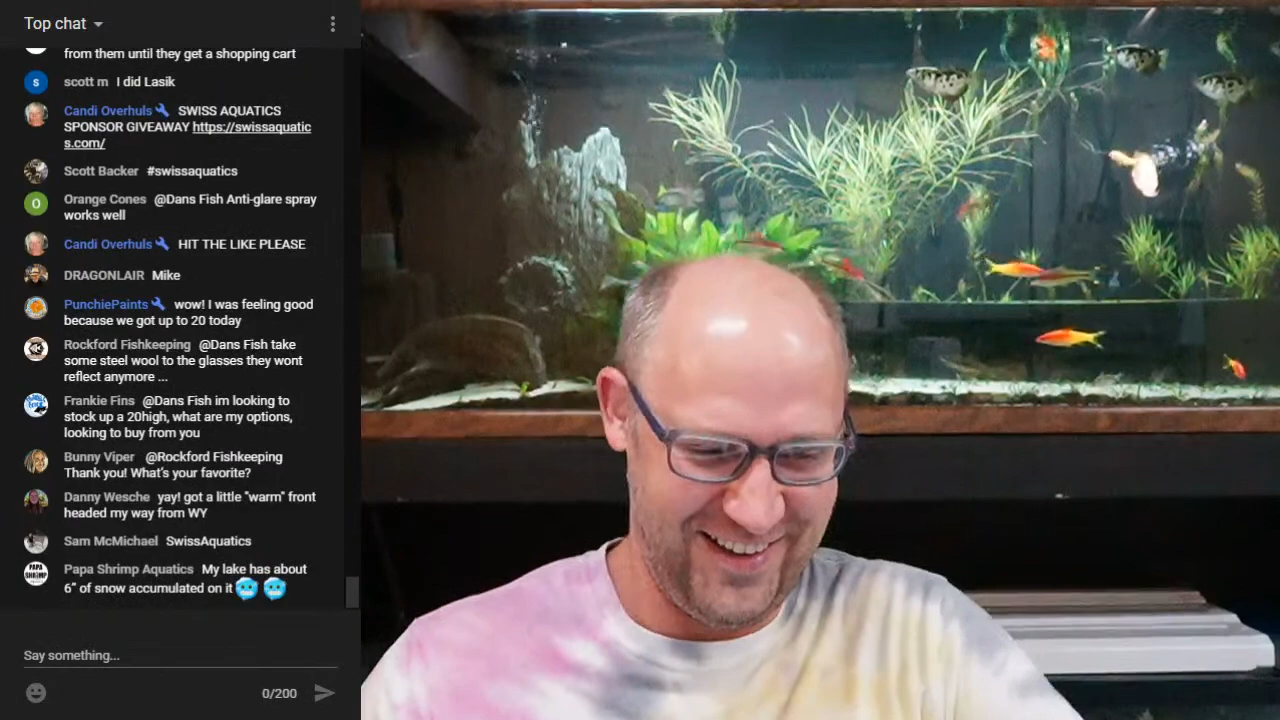 Top chat
from them until they get a shopping cart
s scott m I did Lasik
Candi Overhuls SWISS AQUATICS
SPONSOR GIVEAWAY https://swissaquatic
s.com/
Scott Backer #swissaquatics
O Orange Cones @Dans Fish Anti-glare spray
works well
Candi Overhuls HIT THE LIKE PLEASE
DRAGONLAIR Mike
PunchiePaints wow! I was feeling good
because we got up to 20 today
Rockford Fishkeeping @Dans Fish take
some steel wool to the glasses they wont
reflect anymore ...
Frankie Fins @Dans Fish im looking to
stock up a 20high, what are my options,
looking to buy from you
Bunny Viper @Rockford Fishkeeping
Thank you! What's your favorite?
Danny Wesche yay! got a little "warm" front
headed my way from WY
Sam McMichael SwissAquatics
PAPA SHRIMP Papa Shrimp Aquatics My lake has about
6" of snow accumulated on it
Say something...
0/200